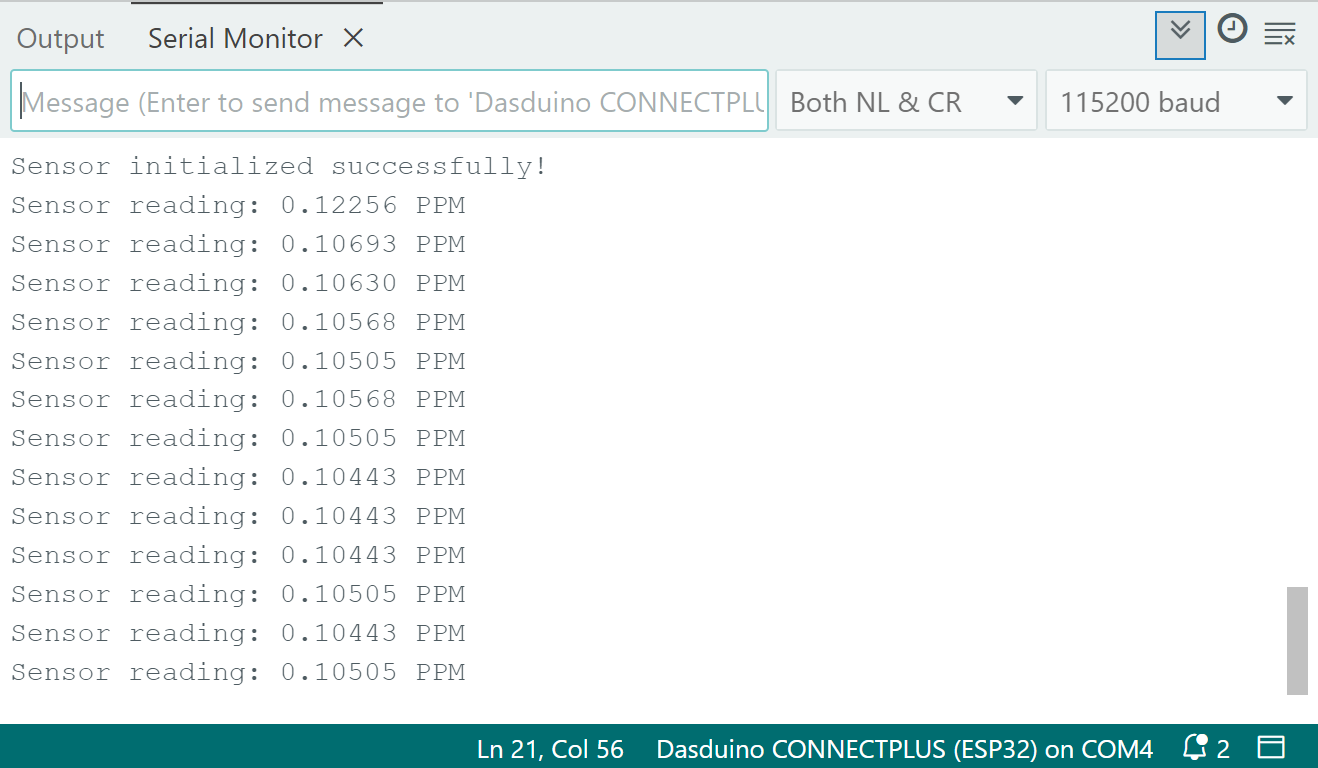 Output Serial Monitor
Message (Enter to send message to 'Dasduino CONNECTPLU Both NL & CR 115200 baud
Sensor initialized successfully!
Sensor reading: 0.12256 PPM
Sensor reading: 0.10693 PPM
Sensor reading: 0.10630 PPM
Sensor reading: 0.10568 PPM
Sensor reading: 0.10505 PPM
Sensor reading: 0.10568 PPM
Sensor reading: 0.10505 PPM
Sensor reading: 0.10443 PPM
Sensor reading: 0.10443 PPM
Sensor reading: 0.10443 PPM
Sensor reading: 0.10505 PPM
Sensor reading: 0.10443 PPM
Sensor reading: 0.10505 PPM
Ln 21, Col 56 Dasduino CONNECTPLUS (ESP32) on COM4 2